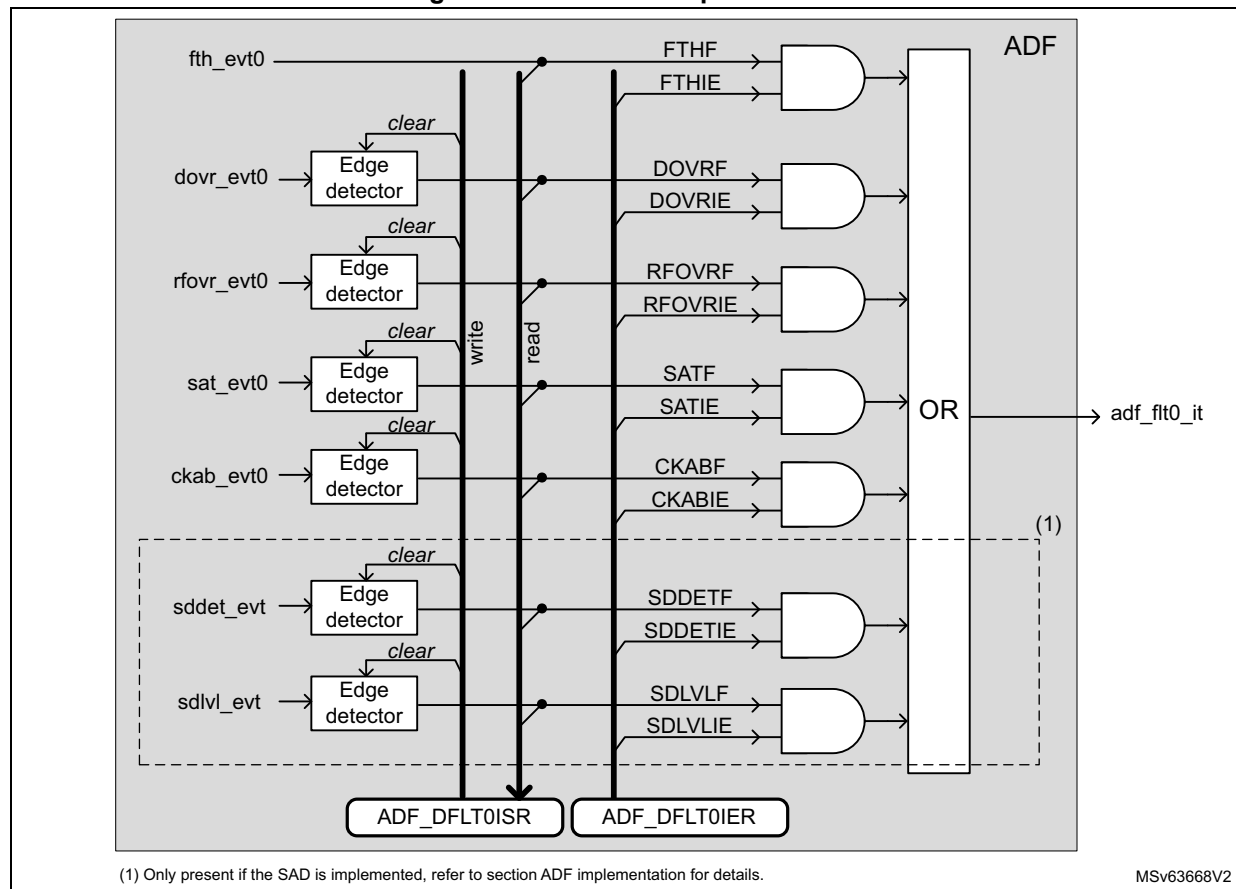 ADF
fth_evt0
FTHF
FTHIE
clear
dovr_evt0
Edge
detector
DOVRF
DOVRIE
clear
rfovr_evt0
Edge
detector
RFOVRF
RFOVRIE
write
read
clear
sat_evt0
Edge
detector
SATF
SATIE
OR
adf_flt0_it
clear
ckab_evt0
Edge
detector
CKABF
CKABIE
(1)
clear
sddet_evt
Edge
detector
SDDETF
SDDETIE
clear
sdlvl_evt
Edge
detector
SDLVLF
SDLVLIE
ADF_DFLT0ISR
ADF_DFLT0IER
(1) Only present if the SAD is implemented, refer to section ADF implementation for details.
MSv63668V2